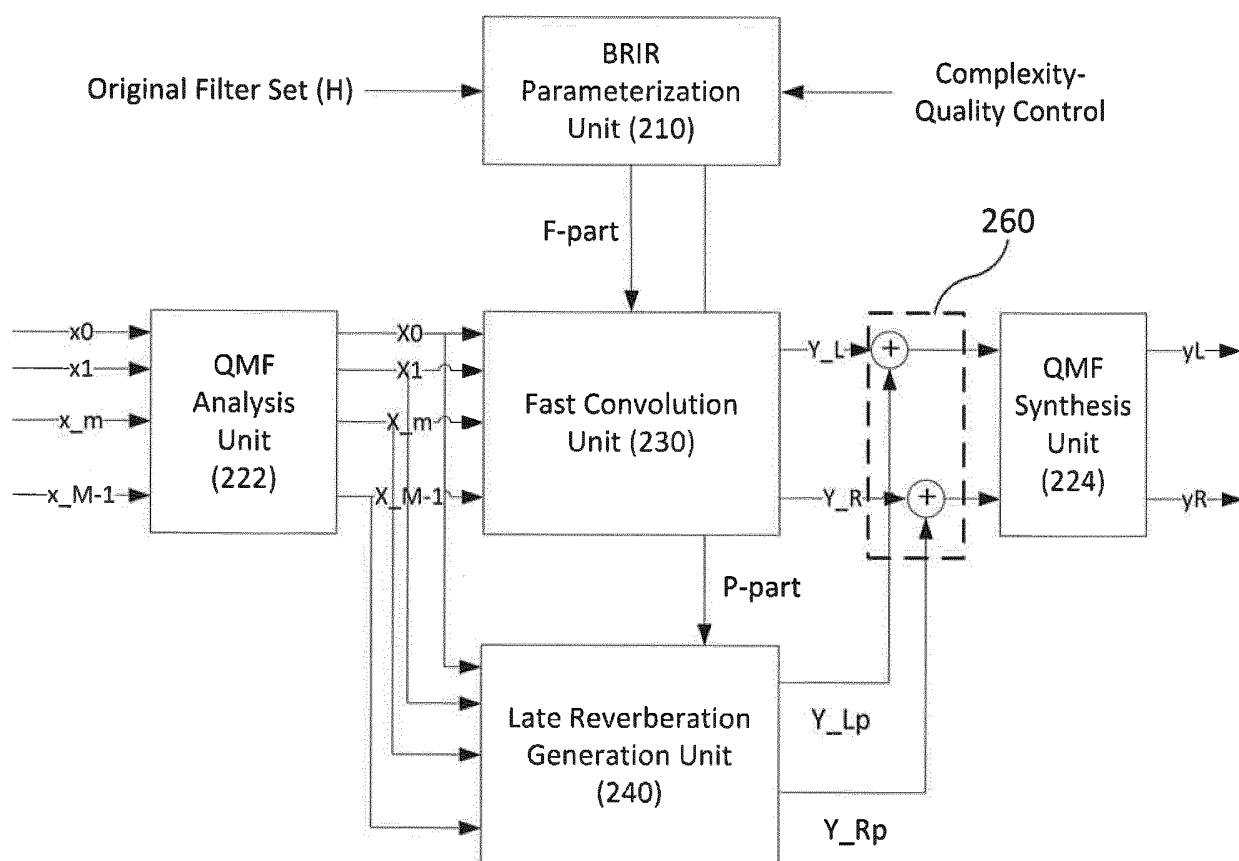 BRIR
Parameterization
Unit (210)
Original Filter Set (H)
Complexity-
Quality Control
F-part
260
x0
x1
x_m
x_M-1
QMF
Analysis
Unit
(222)
X0
X1
X_m
X_M-1
Fast Convolution
Unit (230)
Y_L
Y_R
+
+
QMF
Synthesis
Unit
(224)
yL
yR
P-part
Late Reverberation
Generation Unit
(240)
Y_Lp
Y_Rp